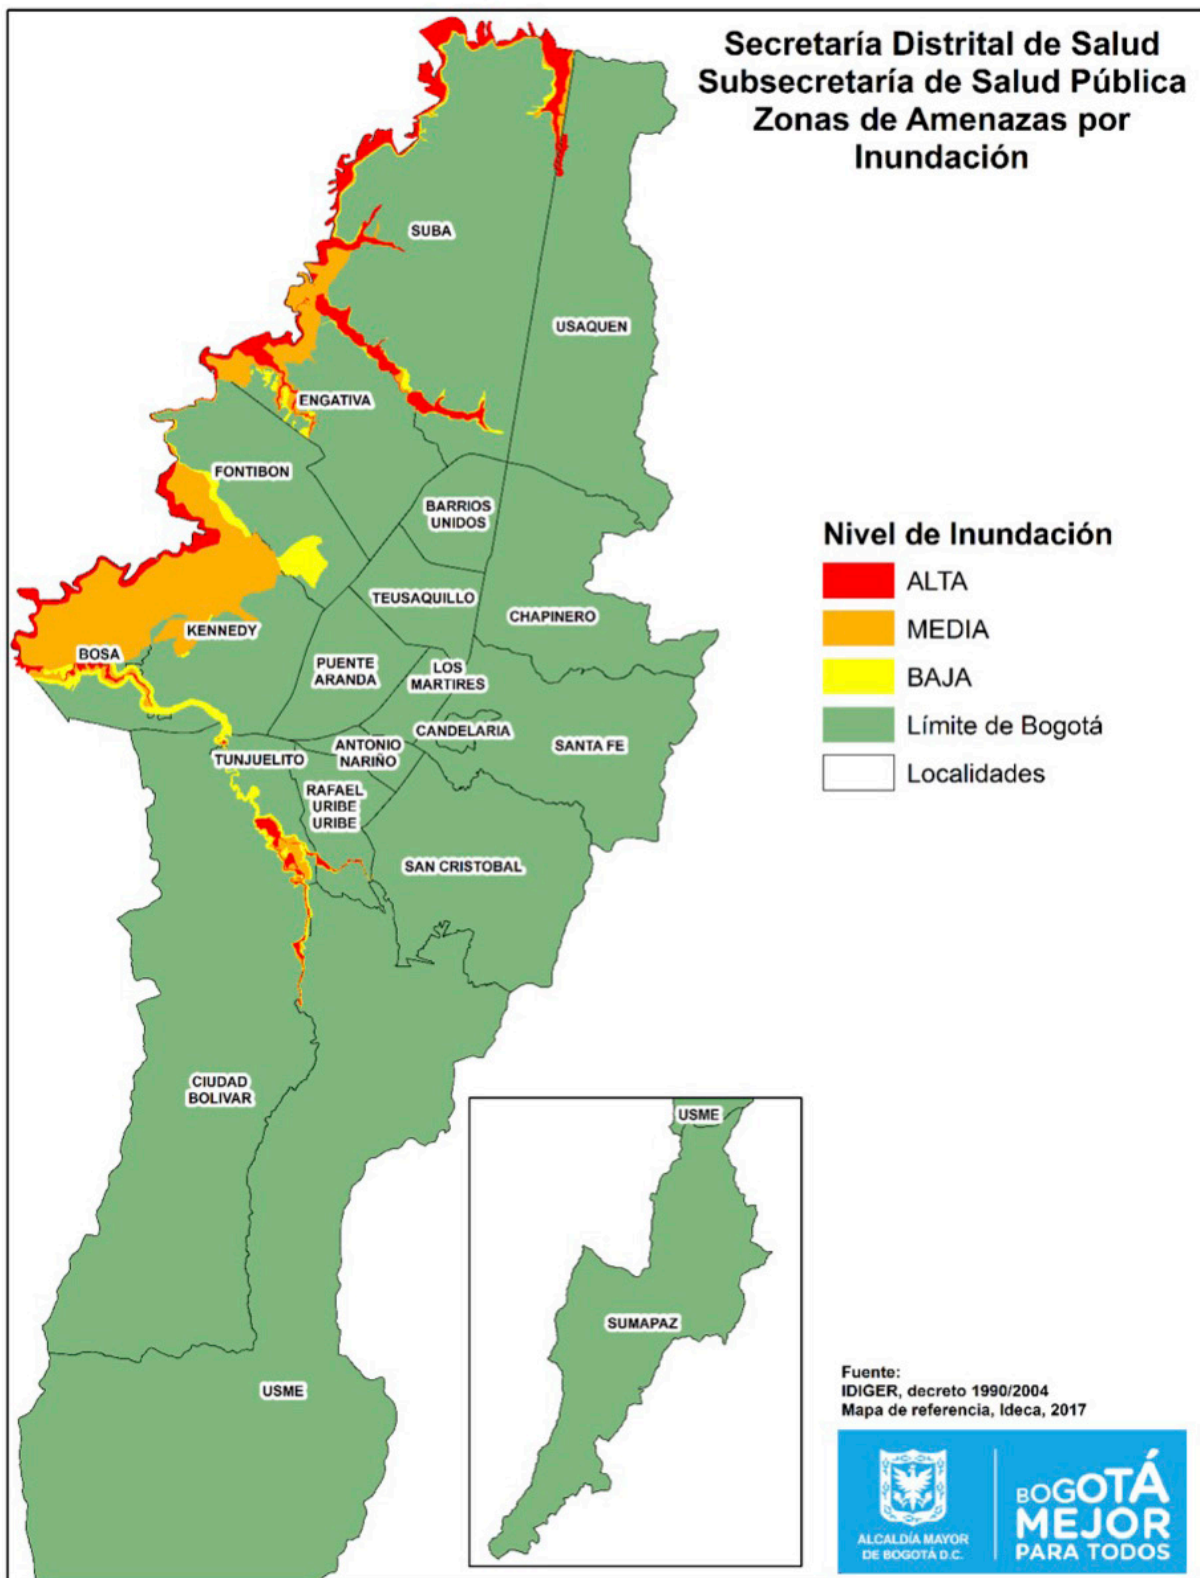 Secretaría Distrital de Salud
Subsecretaría de Salud Pública
Zonas de Amenazas por
Inundación
SUBA
USAQUEN
ENGATIVA
FONTIBON
BARRIOS
UNIDOS
TEUSAQUILLO
CHAPINERO
KENNEDY
BOSA
PUENTE
ARANDA
LOS
MARTIRES
CANDELARIA
SANTA FE
ANTONIO
NARIÑO
TUNJUELITO
RAFAEL
URIBE
URIBE
SAN CRISTOBAL
CIUDAD
BOLIVAR
USME
Nivel de Inundación
ALTA
MEDIA
BAJA
Límite de Bogotá
Localidades
USME
SUMAPAZ
Fuente:
IDIGER, decreto 1990/2004
Mapa de referencia, Ideca, 2017
ALCALDÍA MAYOR
DE BOGOTÁ D.C.
BOGOTÁ
MEJOR
PARA TODOS